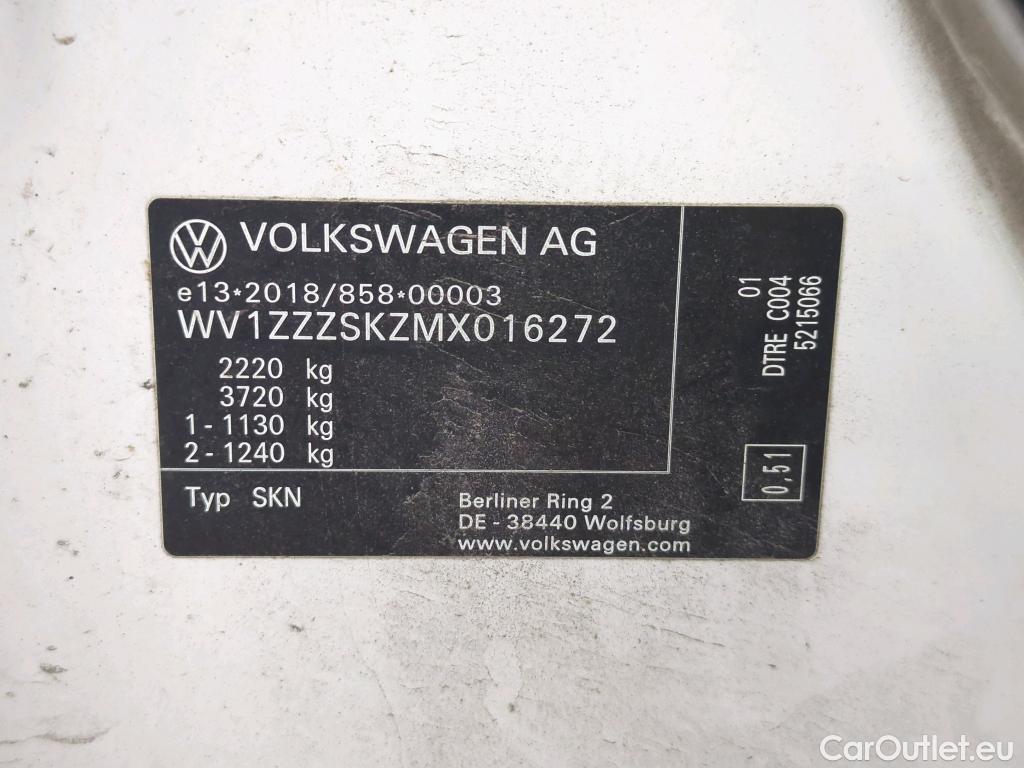 VOLKSWAGEN AG
e13*2018/858*00003
WV1ZZZSKZMX016272
2220 kg
3720 kg
1 - 1130 kg
2 - 1240 kg
Typ SKN
Berliner Ring 2
DE - 38440 Wolfsburg
www.volkswagen.com
01
DTRE C004
5215066
0,51
CarOutlet.eu